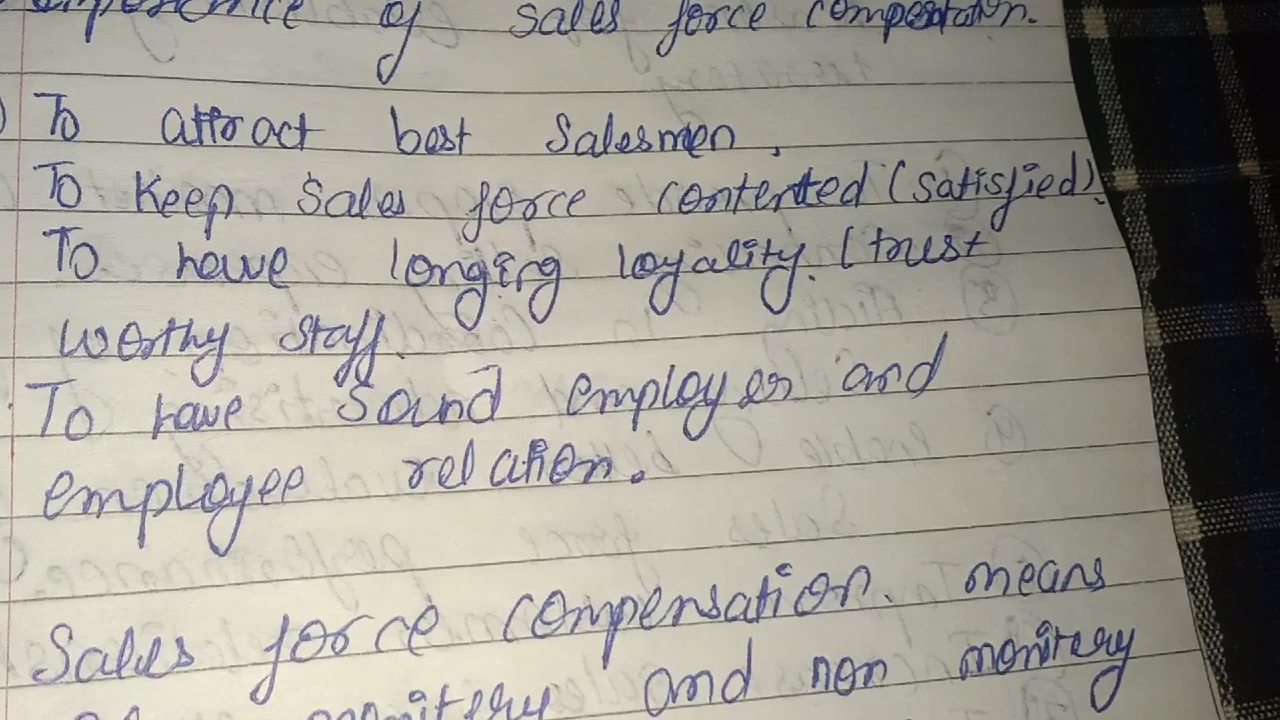 of sales force compensation.
To attract best Salesmen,
To Keep Sales force contented (Satisfied).
To have longing loyality. (trust
worthy staff.
To have Sound employer and
employee relation.
Sales force compensation. means
monitery and non monitery